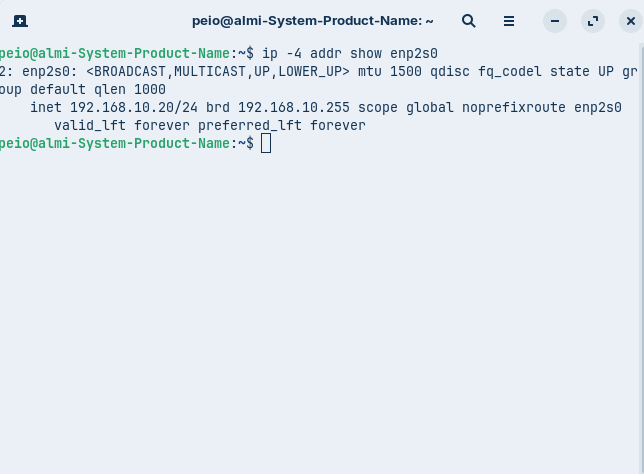 peio@almi-System-Product-Name: ~
peio@almi-System-Product-Name:~$ ip -4 addr show enp2s0
2: enp2s0: <BROADCAST,MULTICAST,UP,LOWER_UP> mtu 1500 qdisc fq_codel state UP gr
oup default qlen 1000
    inet 192.168.10.20/24 brd 192.168.10.255 scope global noprefixroute enp2s0
       valid_lft forever preferred_lft forever
peio@almi-System-Product-Name:~$